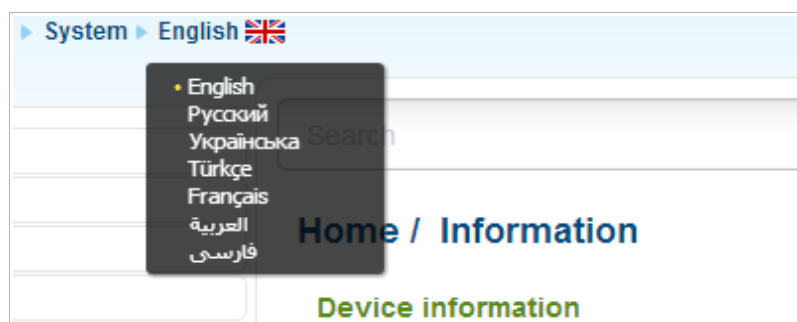 System English
• English
Русский
Українська
Türkçe
Français
العربية
فارسی
Search
Home / Information
Device information